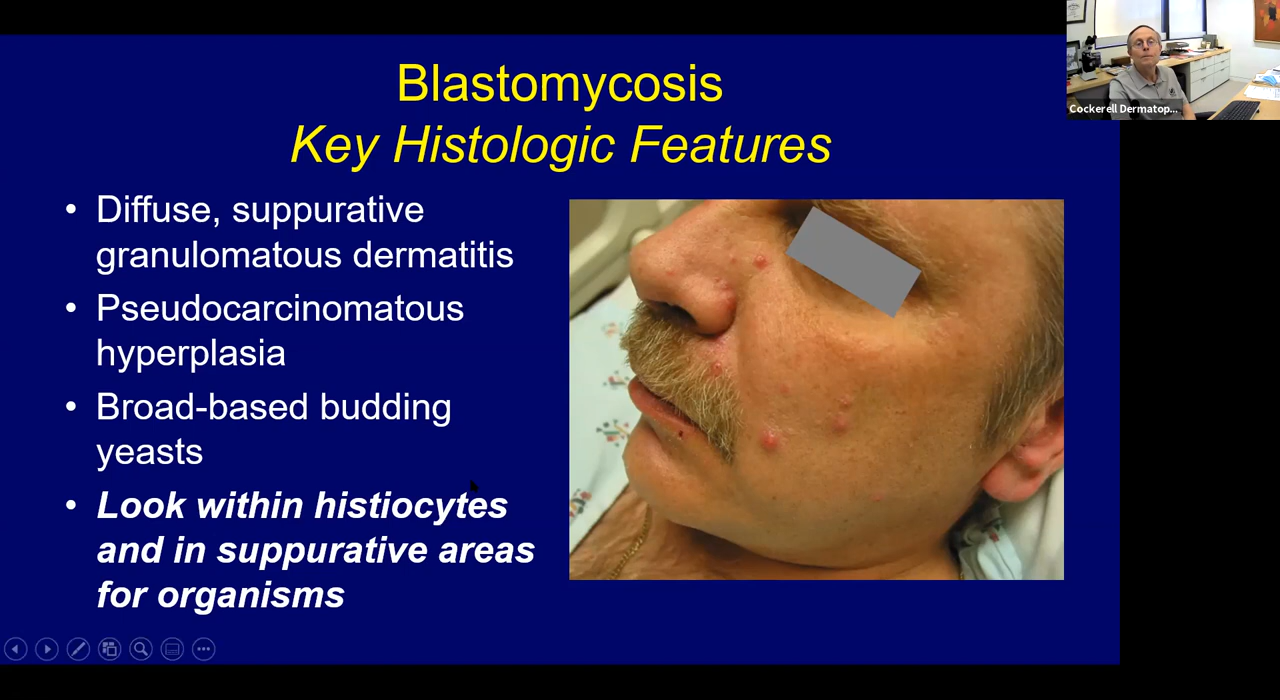 Blastomycosis
Key Histologic Features
• Diffuse, suppurative
granulomatous dermatitis
• Pseudocarcinomatous
hyperplasia
• Broad-based budding
yeasts
• Look within histiocytes
and in suppurative areas
for organisms
Cockerell Dermatop...